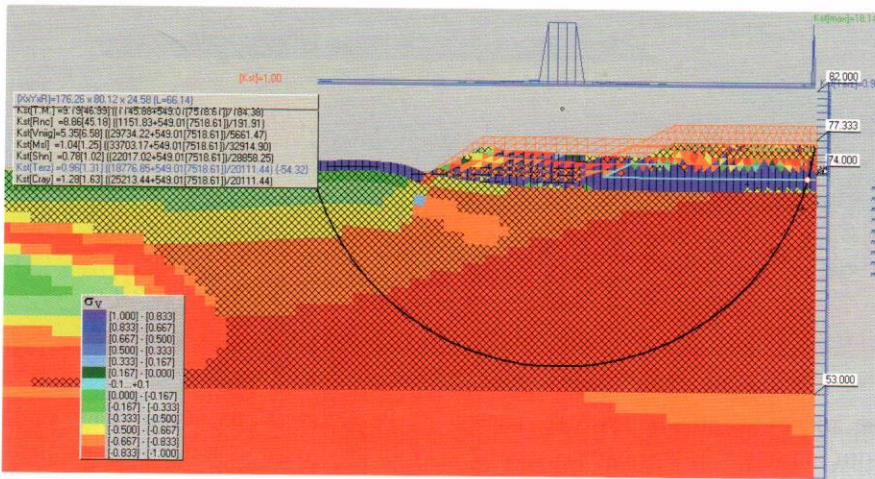 Kst[max]=18.1
[Kst]=1,00
82.000
(XxYxR)=176.26 x 80.12 x 24.58 (L=66.14)
Kst[Rnc] =8.86[45.18] ((1151.83+549.01[7518.61])/191.91)
Kst[Vnig]=5.35[6.58] ((29734.22+549.01[7518.61])/5661.47)
Kst[Msl]=1.04[1.25] ((33703.17+549.01[7518.61])/32914.90)
Kst[Shn]=0.78[1.02] ((22017.02+549.01[7518.61])/28858.25)
Kst[Terz]=0.96[1.31] ((18776.85+549.01[7518.61])/20111.44) (-54.32)
Kst[Cray]=1.28[1.63] ((25213.44+549.01[7518.61])/20111.44)
77.333
74.000
σv
[1.000] - [0.833]
[0.833] - [0.667]
[0.667] - [0.500]
[0.500] - [0.333]
[0.333] - [0.167]
[0.167] - [0.000]
-0.1...+0.1
[0.000] - [-0.167]
[-0.167] - [-0.333]
[-0.333] - [-0.500]
[-0.500] - [-0.667]
[-0.667] - [-0.833]
[-0.833] - [-1.000]
53.000